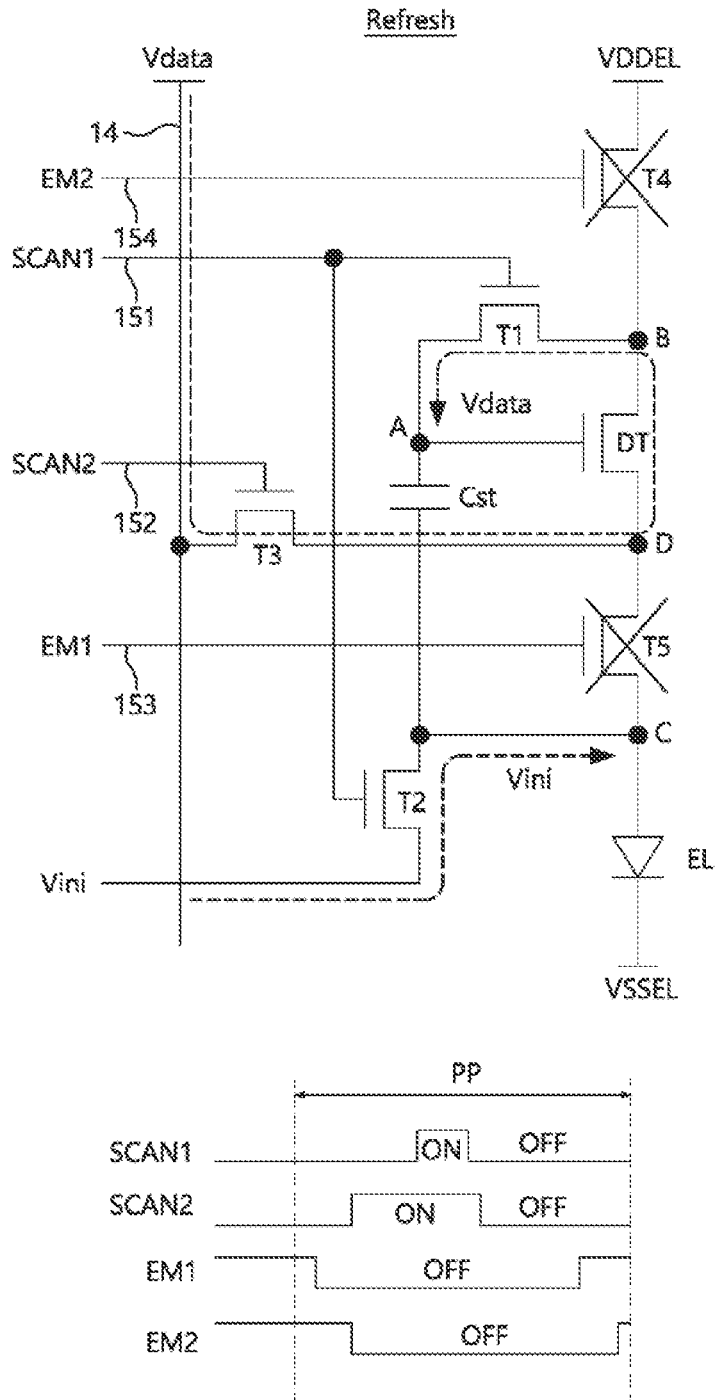 Refresh
Vdata
VDDEL
14
EM2
T4
154
SCAN1
151
T1
B
Vdata
A
DT
SCAN2
Cst
152
T3
D
EM1
T5
153
C
T2
Vini
Vini
EL
VSSEL
PP
SCAN1
ON
OFF
SCAN2
ON
OFF
EM1
OFF
EM2
OFF